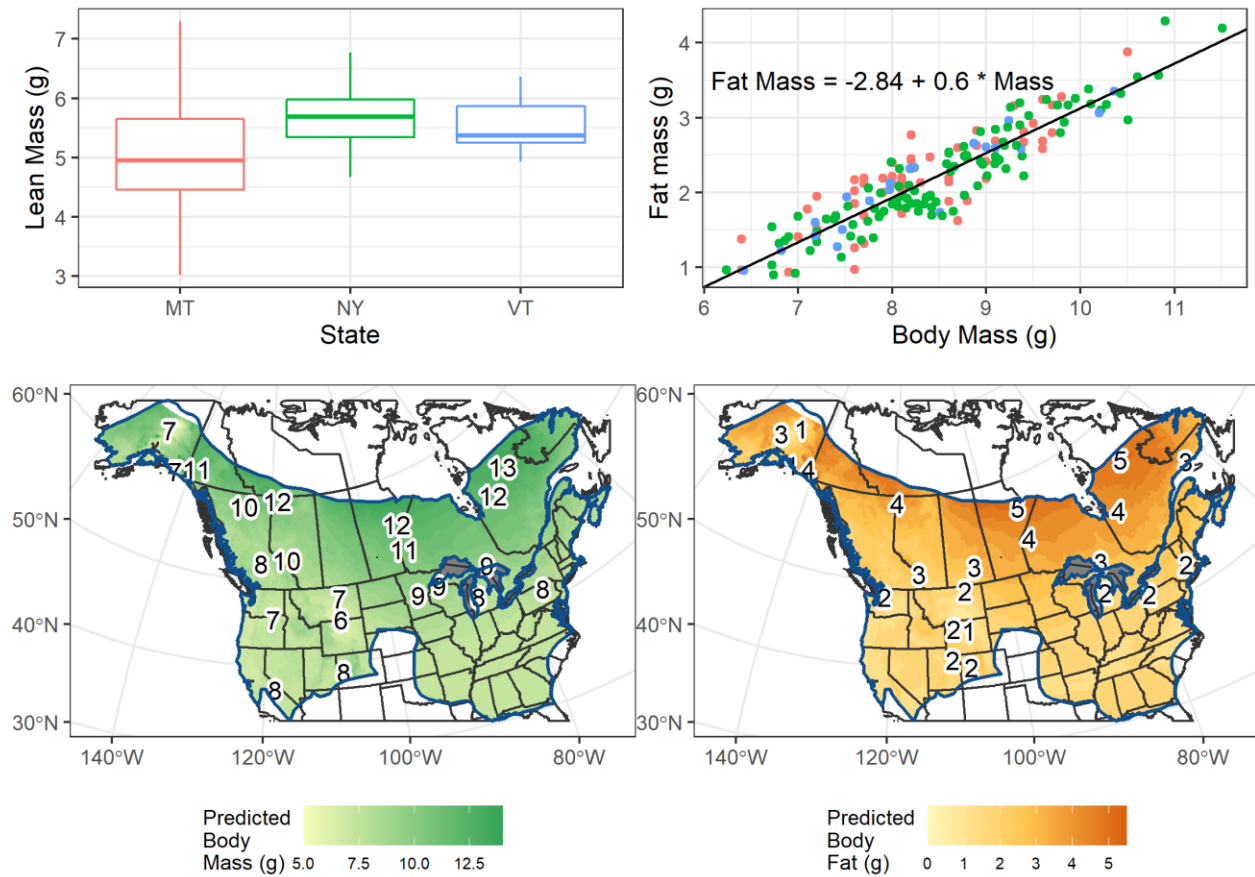 7
6
5
4
3
Lean Mass (g)
MT NY VT
State
4
3
2
1
Fat mass (g)
Fat Mass = -2.84 + 0.6 * Mass
6 7 8 9 10 11
Body Mass (g)
60°N
50°N
40°N
30°N
140°W 120°W 100°W 80°W
7
7 11
10 12
13
12
12
11
8 10
9
9 9 8 8
7
7 6
8
8
60°N
50°N
40°N
30°N
140°W 120°W 100°W 80°W
3 1
4
4
5
3
5
4
4
3 3
3
2 2
2 2 2
2 1
2 2
Predicted
Body
Mass (g) 5.0 7.5 10.0 12.5
Predicted
Body
Fat (g) 0 1 2 3 4 5